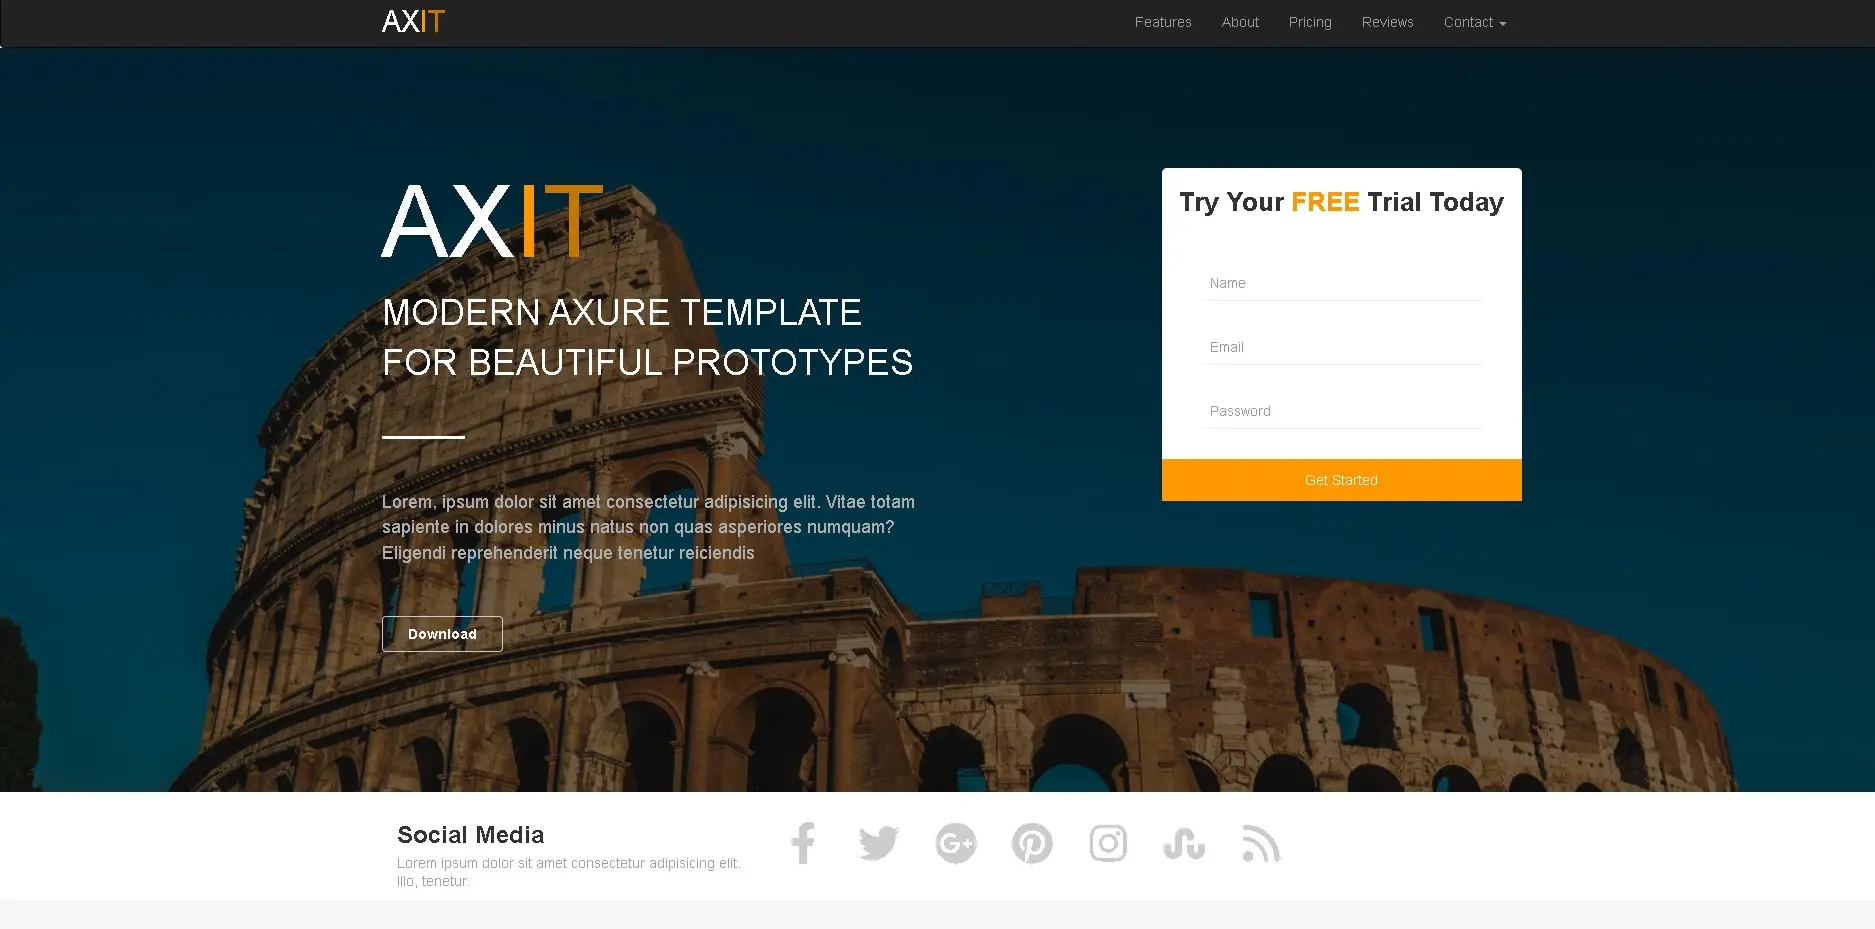 AXIT
Features About Pricing Reviews Contact
AXIT
MODERN AXURE TEMPLATE
FOR BEAUTIFUL PROTOTYPES
Lorem, ipsum dolor sit amet consectetur adipisicing elit. Vitae totam
sapiente in dolores minus natus non quas asperiores numquam?
Eligendi reprehenderit neque tenetur reiciendis
Download
Try Your FREE Trial Today
Name
Email
Password
Get Started
Social Media
Lorem ipsum dolor sit amet consectetur adipisicing elit.
Illo, tenetur.